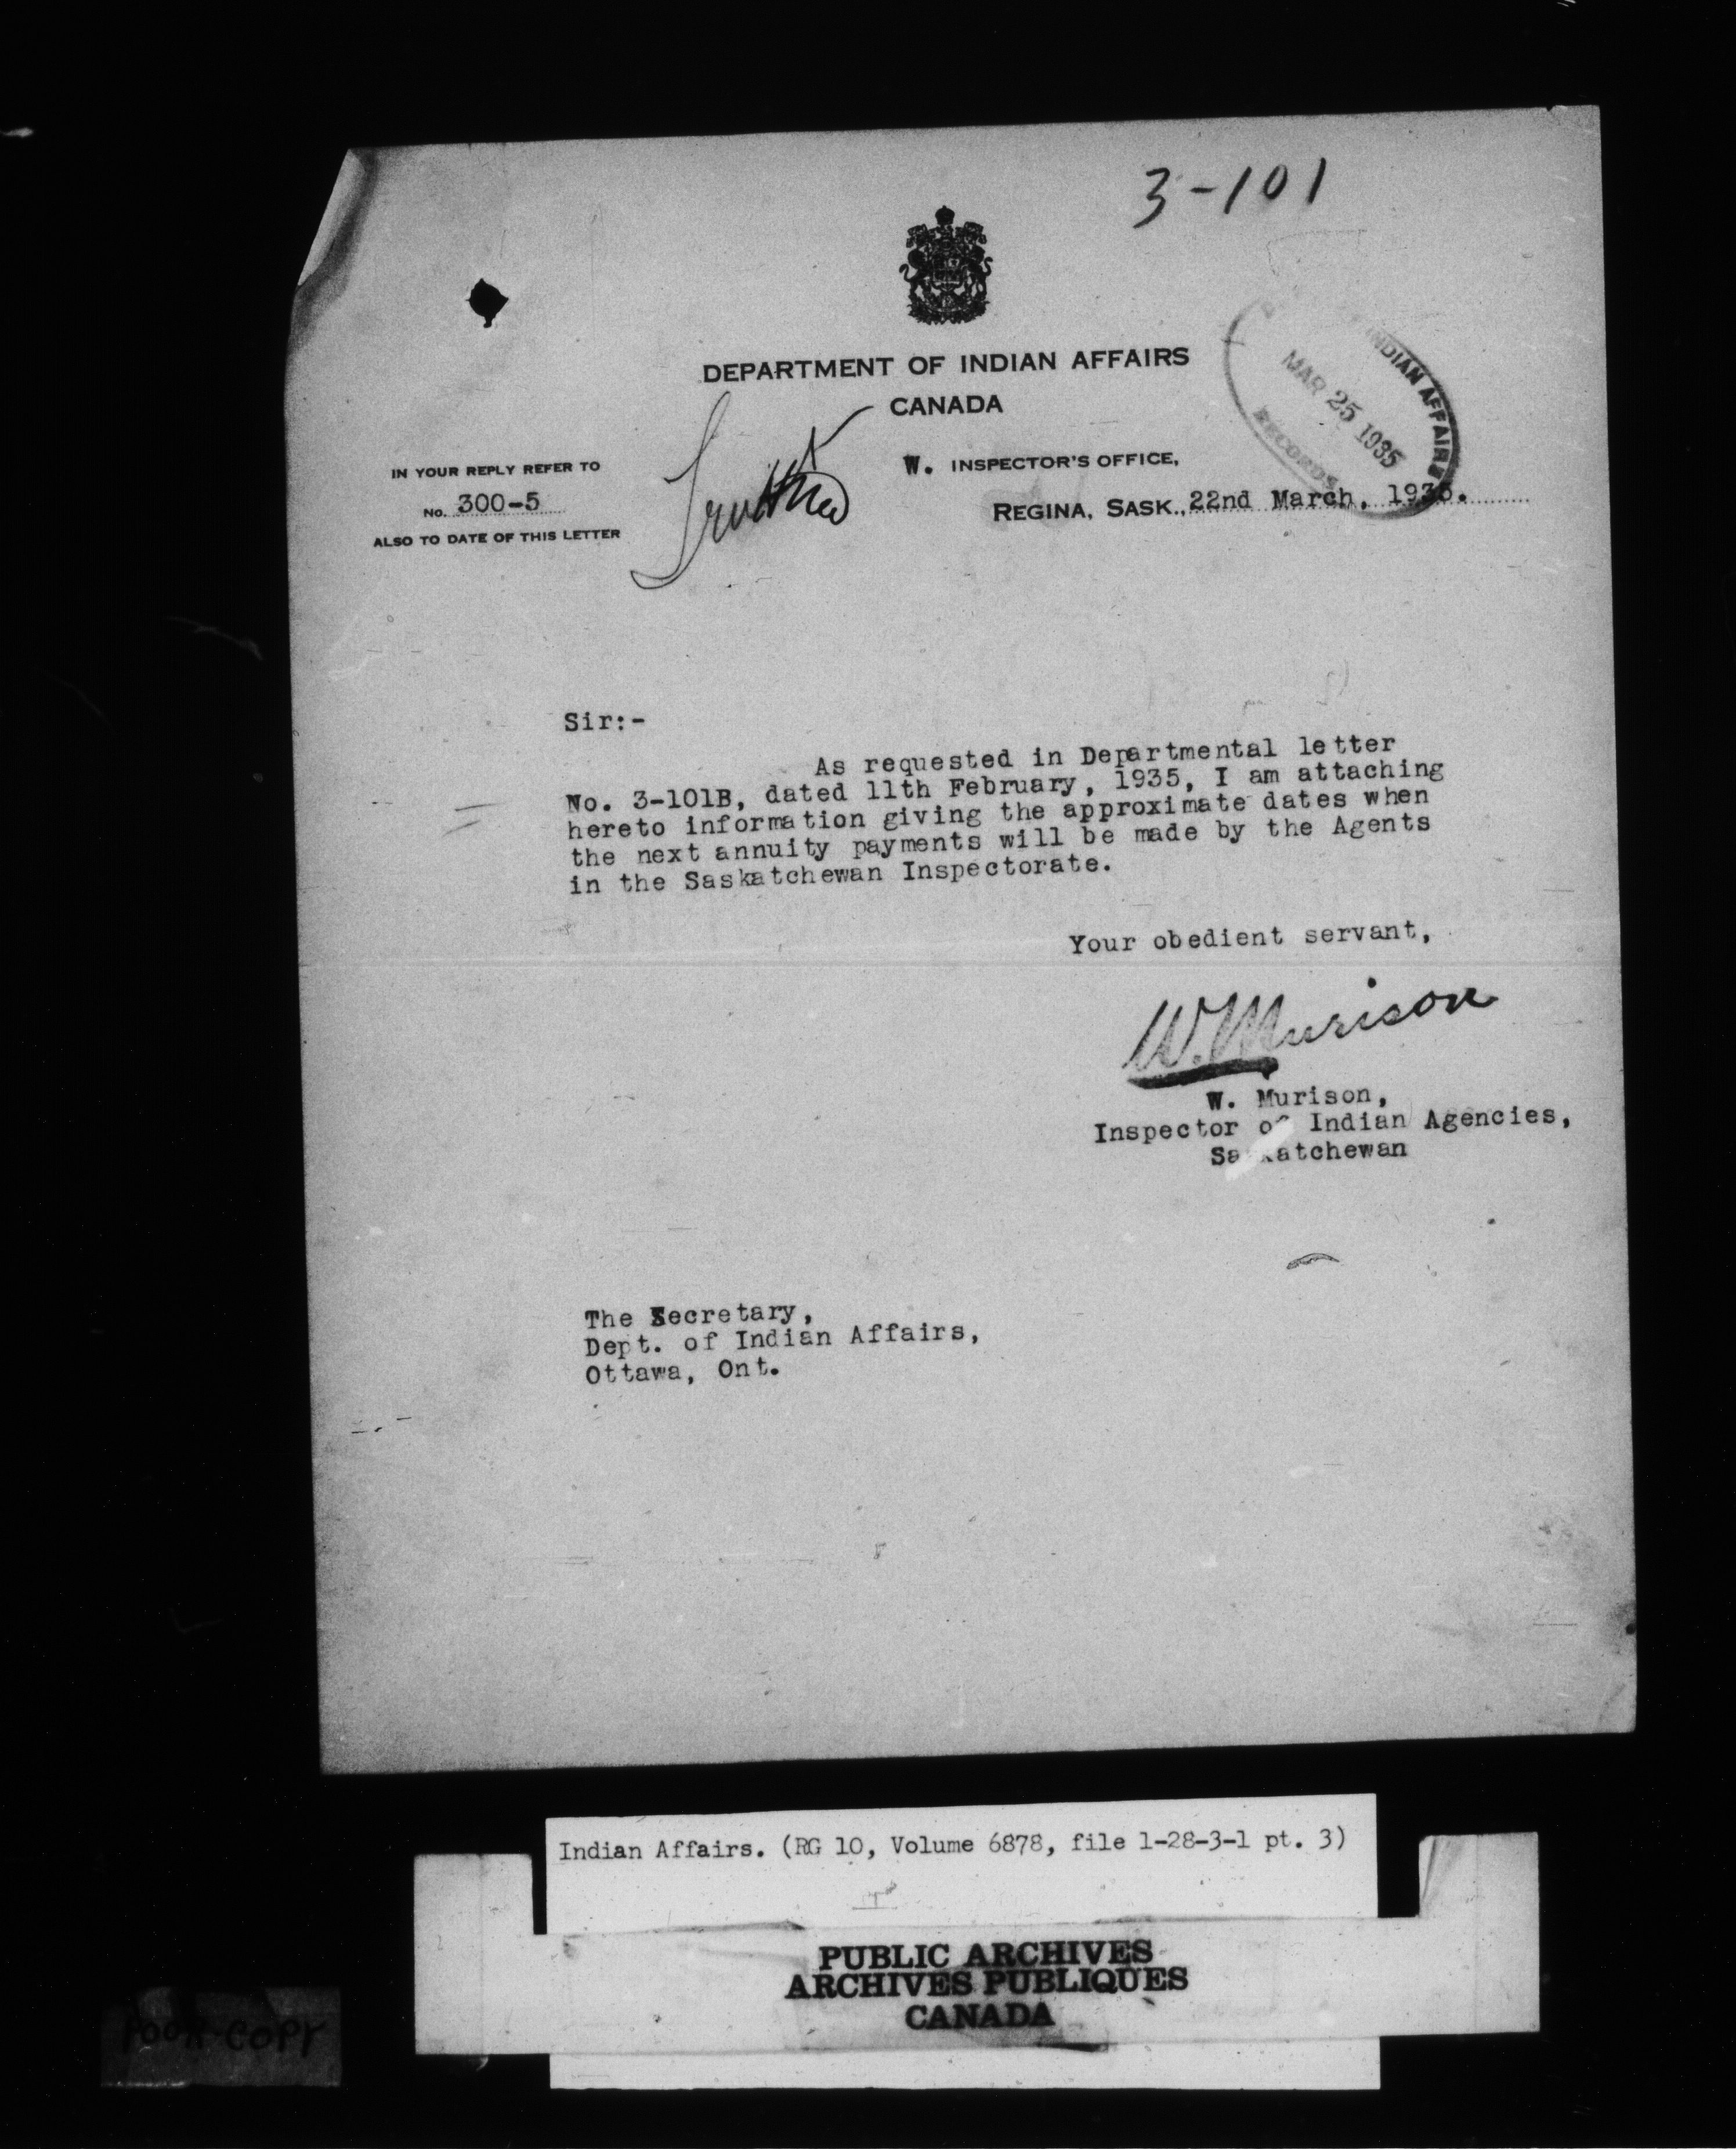 3-101
DEPARTMENT OF INDIAN AFFAIRS
CANADA
INDIAN AFFAIRS
MAR 25 1935
RECORDS
IN YOUR REPLY REFER TO
No. 300-5
ALSO TO DATE OF THIS LETTER
W. INSPECTOR'S OFFICE,
REGINA, SASK., 22nd March, 1935.
Sir:-
As requested in Departmental letter
No. 3-101B, dated 11th February, 1935, I am attaching
hereto information giving the approximate dates when
the next annuity payments will be made by the Agents
in the Saskatchewan Inspectorate.
Your obedient servant,
W. Murison
W. Murison,
Inspector of Indian Agencies,
Saskatchewan
The Secretary,
Dept. of Indian Affairs,
Ottawa, Ont.
Indian Affairs. (RG 10, Volume 6878, file 1-28-3-1 pt. 3)
PUBLIC ARCHIVES
ARCHIVES PUBLIQUES
CANADA
POOR COPY